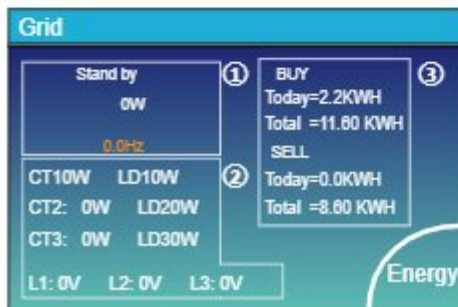 Grid
Stand by
0W
0.0Hz
①
CT10W LD10W
CT2: 0W LD20W
CT3: 0W LD30W
L1: 0V L2: 0V L3: 0V
②
BUY
Today=2.2KWH
Total =11.60 KWH
SELL
Today=0.0KWH
Total =8.60 KWH
③
Energy